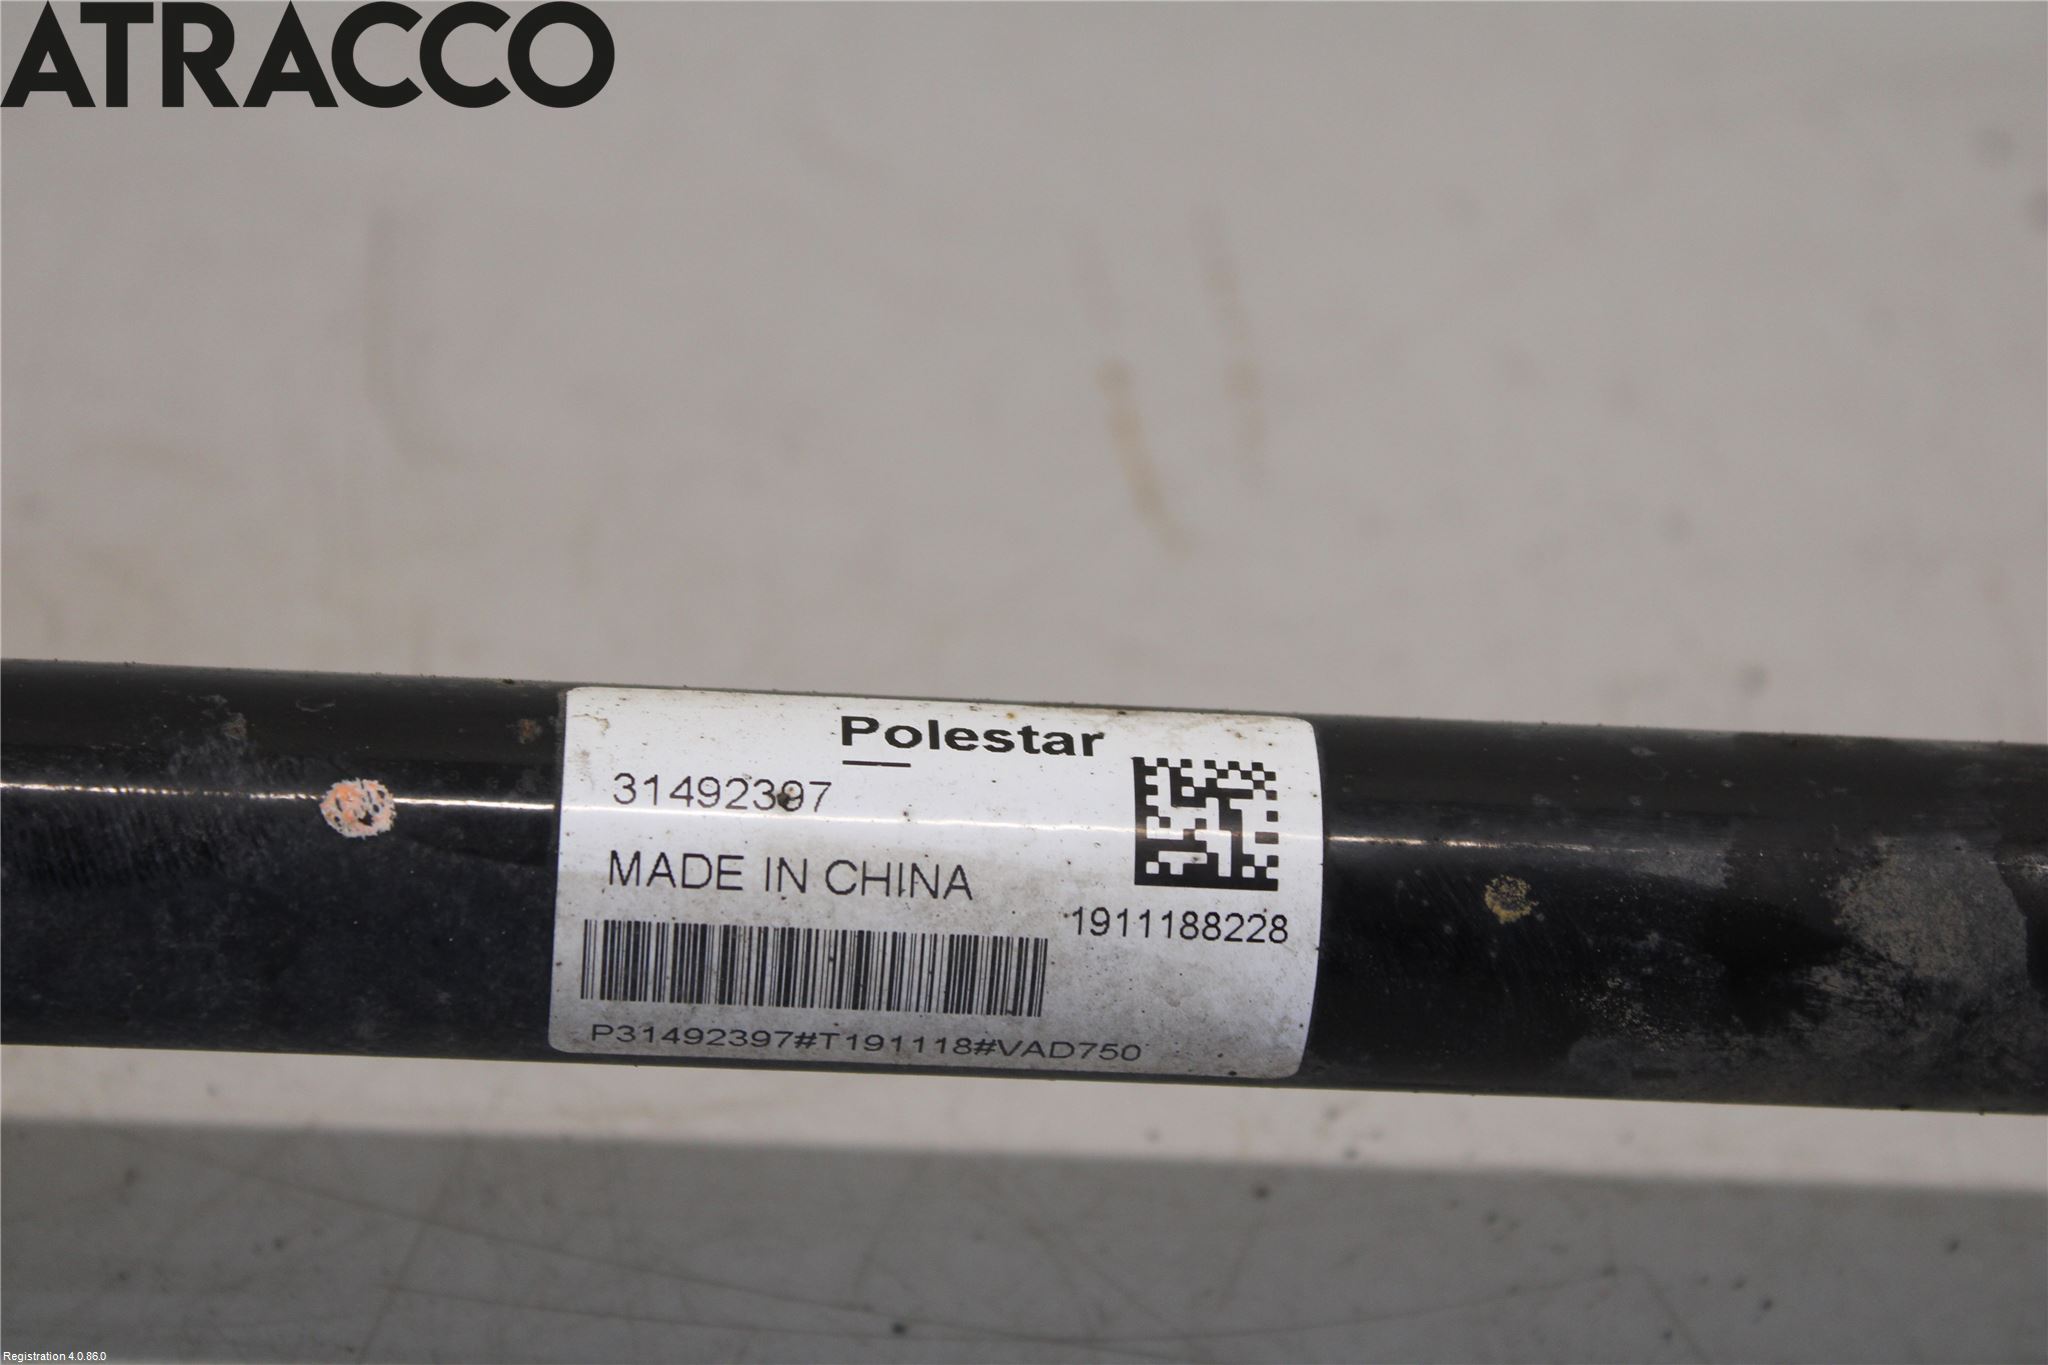 ATRACCO
Polestar
31492397
MADE IN CHINA
1911188228
P31492397#T191118#VAD750
Registration 4.0.86.0